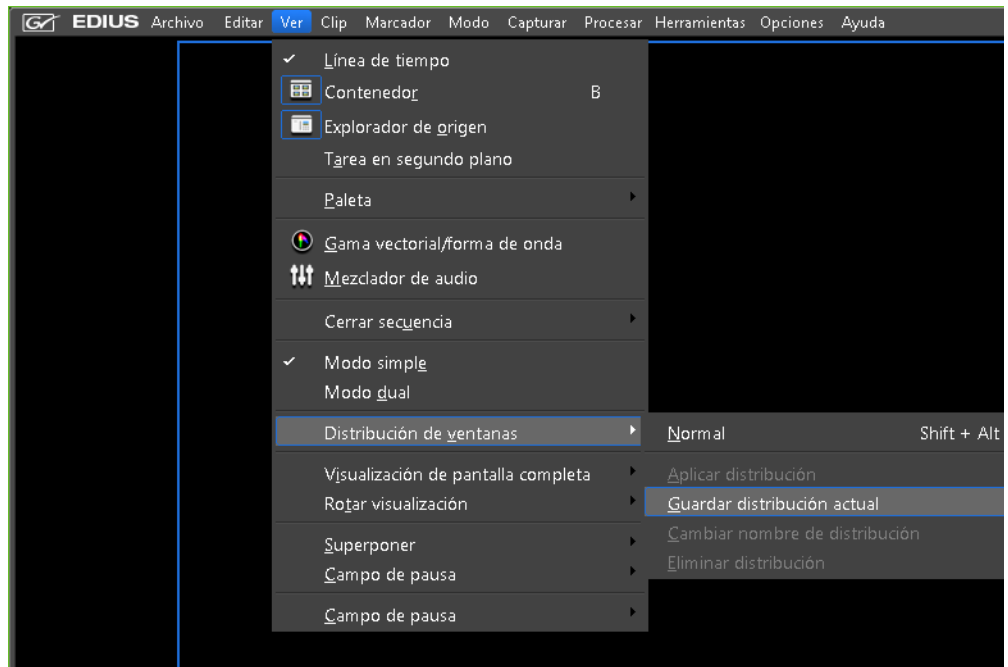 GV EDIUS Archivo Editar Ver Clip Marcador Modo Capturar Procesar Herramientas Opciones Ayuda
Línea de tiempo
Contenedor B
Explorador de origen
Tarea en segundo plano
Paleta
Gama vectorial/forma de onda
Mezclador de audio
Cerrar secuencia
Modo simple
Modo dual
Distribución de ventanas
Visualización de pantalla completa
Rotar visualización
Superponer
Campo de pausa
Campo de pausa
Normal Shift + Alt
Aplicar distribución
Guardar distribución actual
Cambiar nombre de distribución
Eliminar distribución